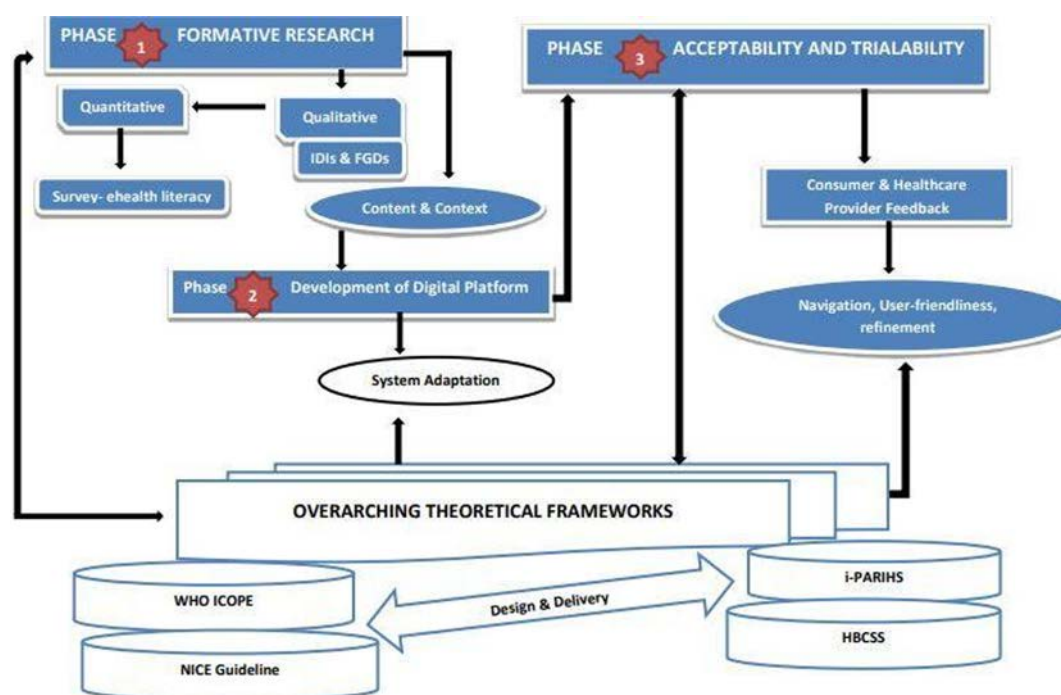 PHASE 1 FORMATIVE RESEARCH
PHASE 3 ACCEPTABILITY AND TRIALABILITY
Quantitative
Qualitative
IDIs & FGDs
Survey- ehealth literacy
Content & Context
Consumer & Healthcare
Provider Feedback
Phase 2 Development of Digital Platform
Navigation, User-friendliness,
refinement
System Adaptation
OVERARCHING THEORETICAL FRAMEWORKS
WHO ICOPE
NICE Guideline
Design & Delivery
i-PARIHS
HBCSS